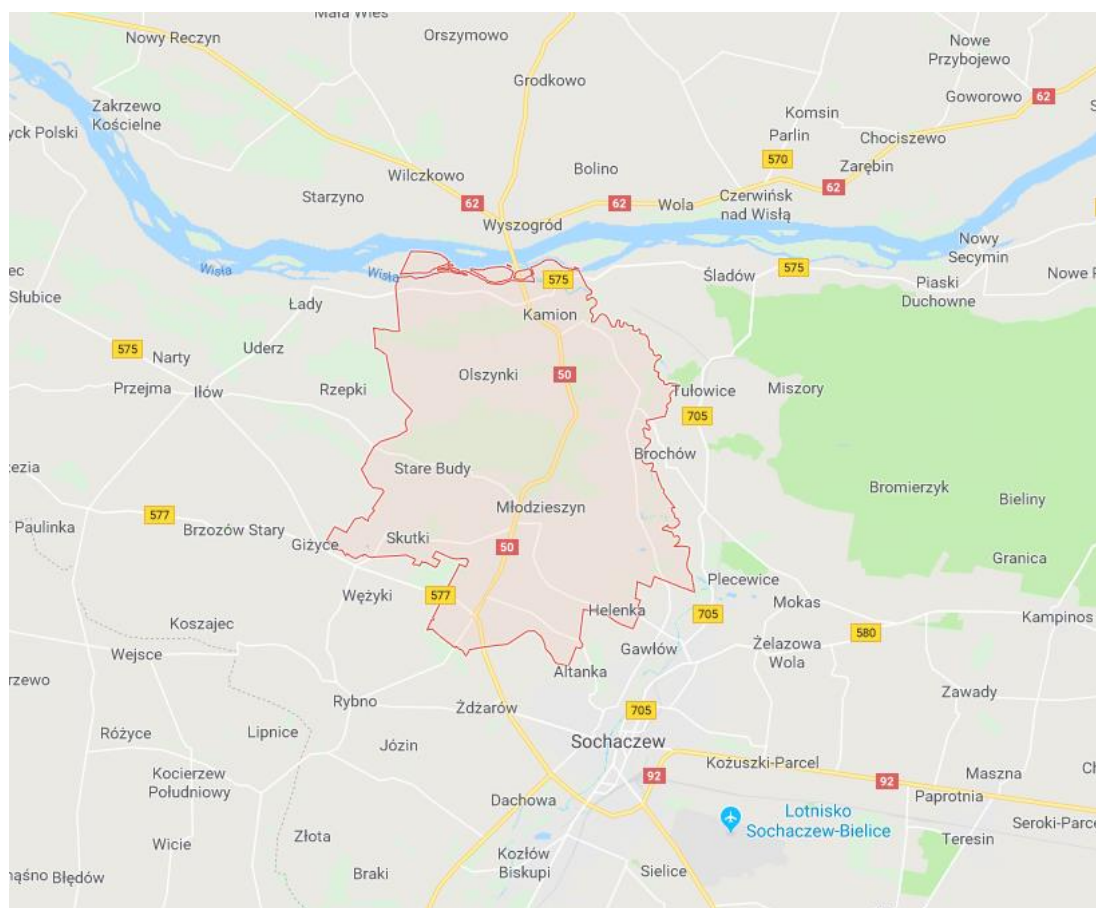 Mała Wieś
Nowy Reczyn
Orszymowo
Nowe
Przybojewo
Grodkowo
Goworowo
62
Zakrzewo
Kościelne
Komsin
yck Polski
Parlin
Chociszewo
570
Zarębin
Bolino
Wilczkowo
62
Starzyno
62
62
Wola
Czerwińsk
nad Wisłą
Wyszogród
Nowy
Secymin
Wisła
Wisła
575
Śladów
575
Nowe
Słubice
Piaski
Duchowne
Łady
Kamion
575
Uderz
Narty
Olszynki
50
Przejma
Iłów
Rzepki
Tułowice
Miszory
705
Brochów
Stare Budy
Bromierzyk
Bieliny
577
Młodzieszyn
Paulinka
Brzozów Stary
Giżyce
Skutki
50
Granica
Plecewice
Wężyki
577
Mokas
Helenka
705
Kampinos
Koszajec
580
Gawłów
Żelazowa
Wola
Wejsce
Altanka
rzewo
Rybno
Zawady
Żdżarów
705
Różyce
Lipnice
Józin
Sochaczew
Kożuszki-Parcel
Kocierzew
Południowy
92
92
Maszna
Dachowa
Paprotnia
Lotnisko
Sochaczew-Bielice
Złota
Seroki-Parce
Wicie
Teresin
Kozłów
Biskupi
Błędów
Braki
Sielice